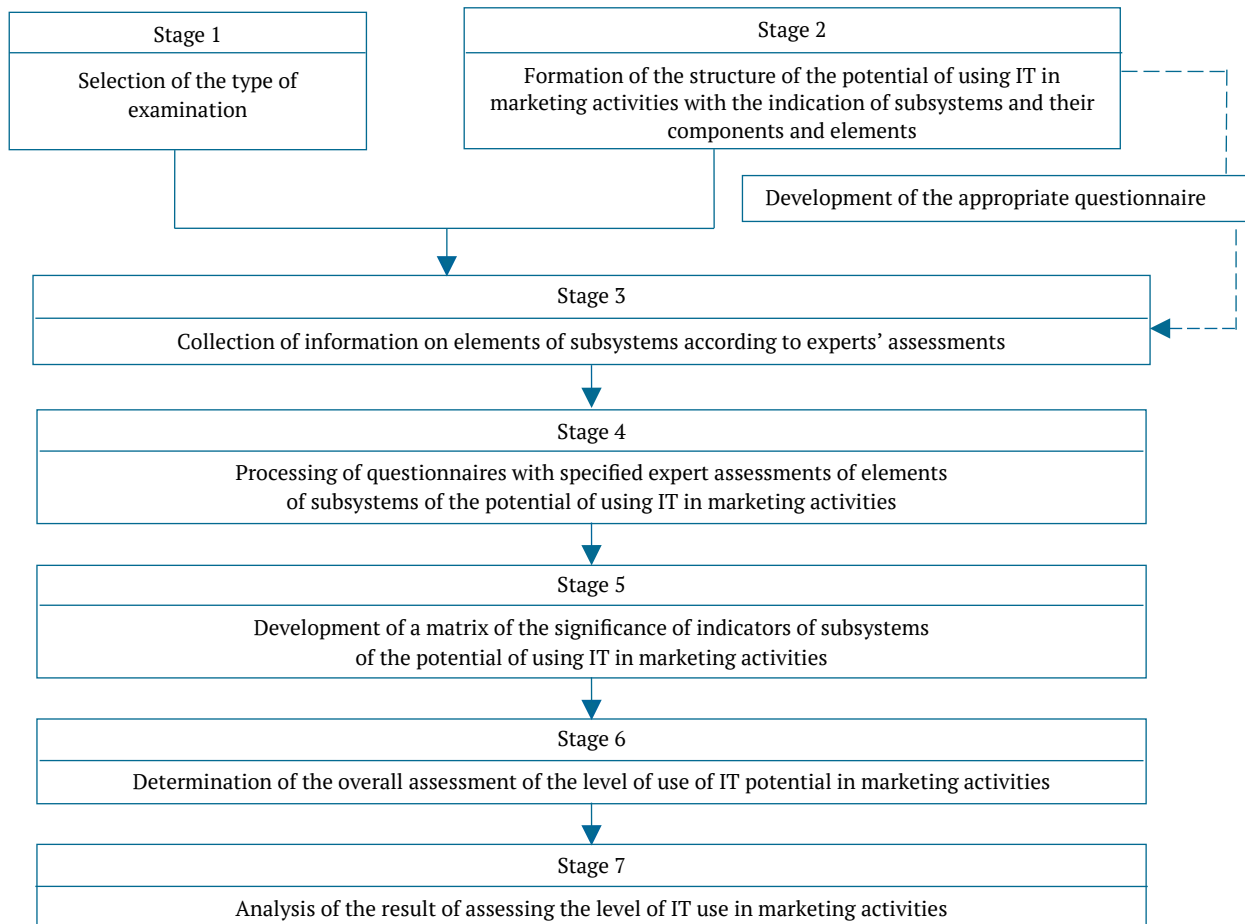 Stage 1
Selection of the type of
examination
Stage 2
Formation of the structure of the potential of using IT in
marketing activities with the indication of subsystems and their
components and elements
Development of the appropriate questionnaire
Stage 3
Collection of information on elements of subsystems according to experts’ assessments
Stage 4
Processing of questionnaires with specified expert assessments of elements
of subsystems of the potential of using IT in marketing activities
Stage 5
Development of a matrix of the significance of indicators of subsystems
of the potential of using IT in marketing activities
Stage 6
Determination of the overall assessment of the level of use of IT potential in marketing activities
Stage 7
Analysis of the result of assessing the level of IT use in marketing activities